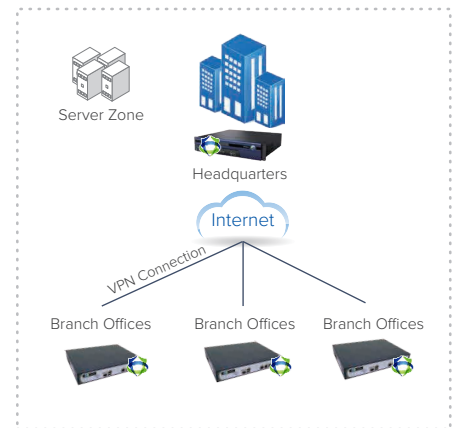 Server Zone
Headquarters
Internet
VPN Connection
Branch Offices
Branch Offices
Branch Offices